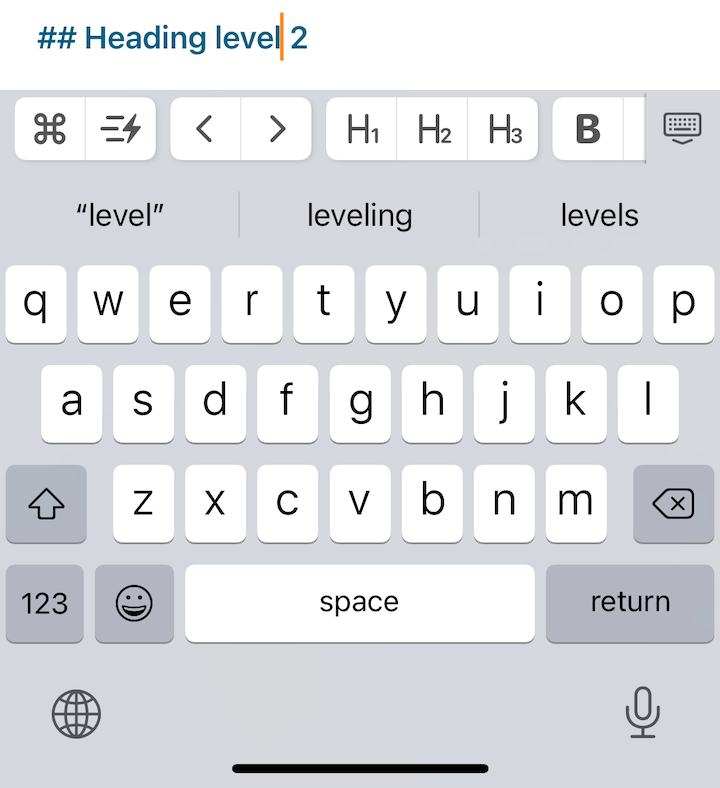 ## Heading level 2
H1 H2 H3 B
“level” leveling levels
q w e r t y u i o p
a s d f g h j k l
z x c v b n m
123 space return